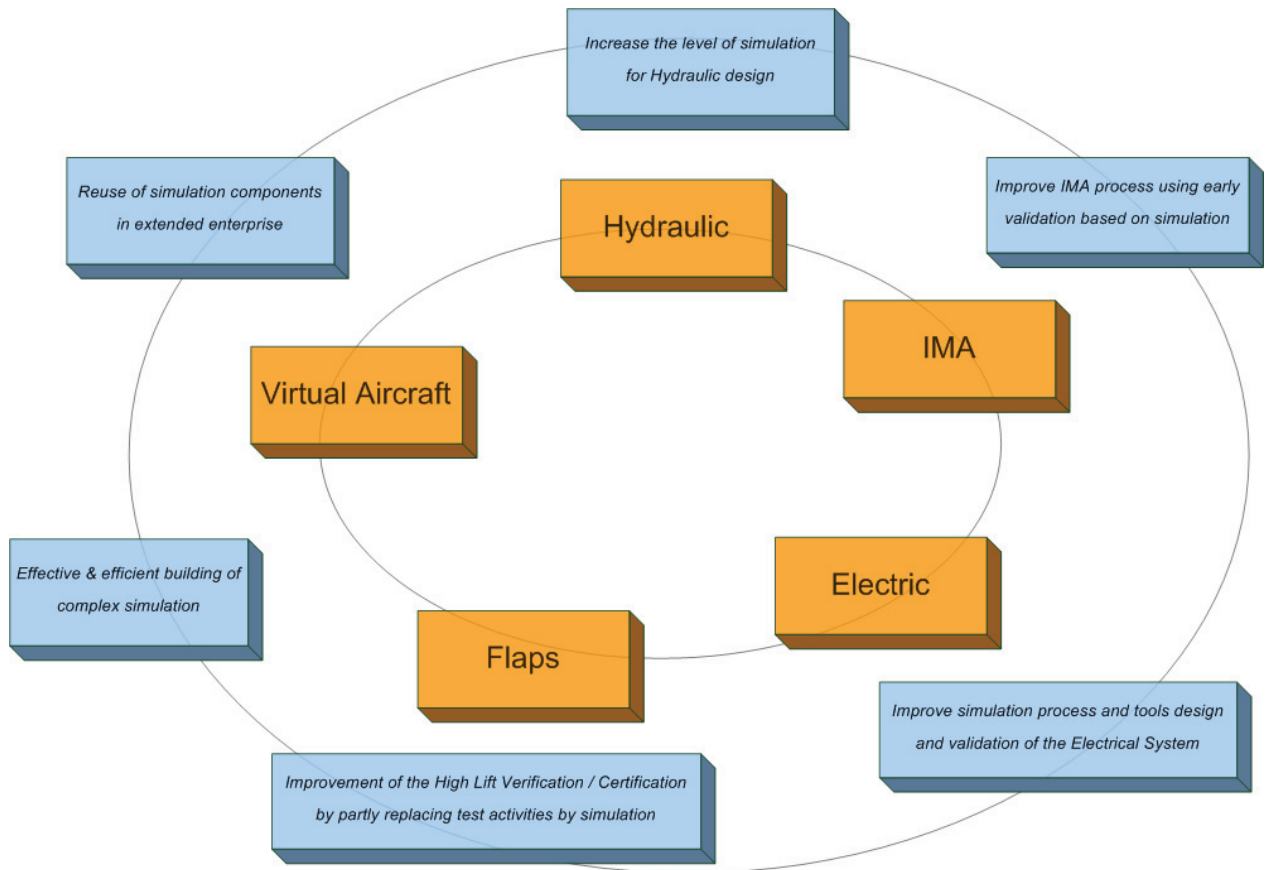 Increase the level of simulation
for Hydraulic design
Reuse of simulation components
in extended enterprise
Improve IMA process using early
validation based on simulation
Hydraulic
IMA
Virtual Aircraft
Effective & efficient building of
complex simulation
Electric
Flaps
Improve simulation process and tools design
and validation of the Electrical System
Improvement of the High Lift Verification / Certification
by partly replacing test activities by simulation